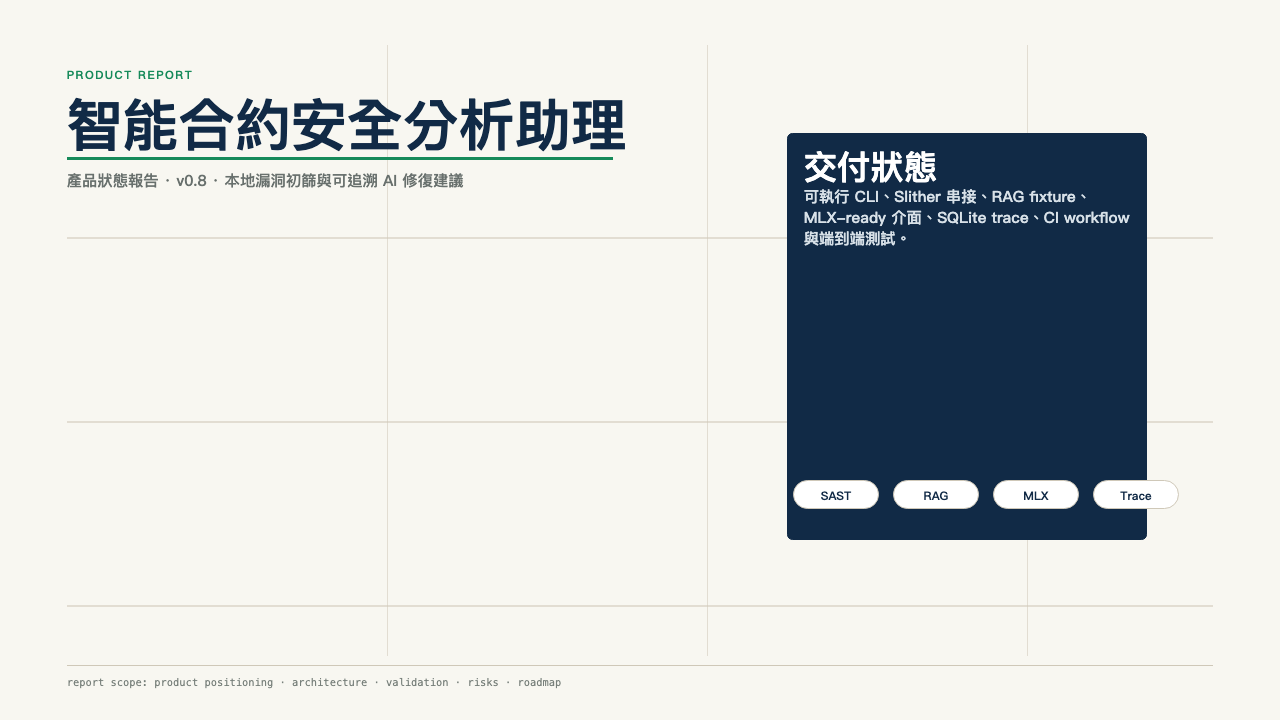 PRODUCT REPORT
智能合約安全分析助理
產品狀態報告 · v0.8 · 本地漏洞初篩與可追溯 AI 修復建議
交付狀態
可執行 CLI、Slither 串接、RAG fixture、
MLX-ready 介面、SQLite trace、CI workflow
與端到端測試。
SAST
RAG
MLX
Trace
report scope: product positioning · architecture · validation · risks · roadmap